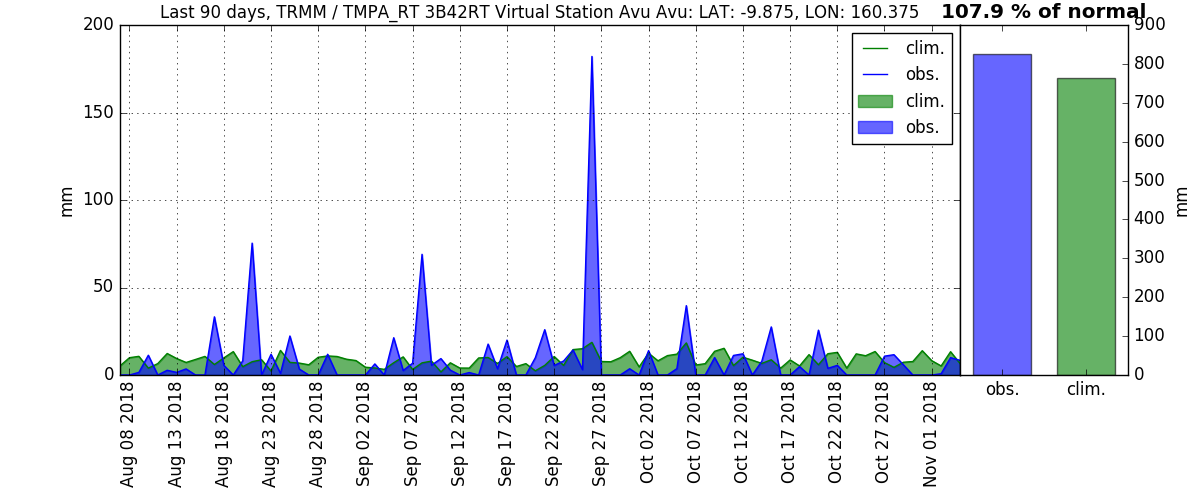 Last 90 days, TRMM / TMPA_RT 3B42RT Virtual Station Avu Avu: LAT: -9.875, LON: 160.375
107.9 % of normal
200
150
100
50
0
mm
clim.
obs.
clim.
obs.
900
800
700
600
500
400
300
200
100
0
mm
obs.
clim.
Aug 08 2018
Aug 13 2018
Aug 18 2018
Aug 23 2018
Aug 28 2018
Sep 02 2018
Sep 07 2018
Sep 12 2018
Sep 17 2018
Sep 22 2018
Sep 27 2018
Oct 02 2018
Oct 07 2018
Oct 12 2018
Oct 17 2018
Oct 22 2018
Oct 27 2018
Nov 01 2018